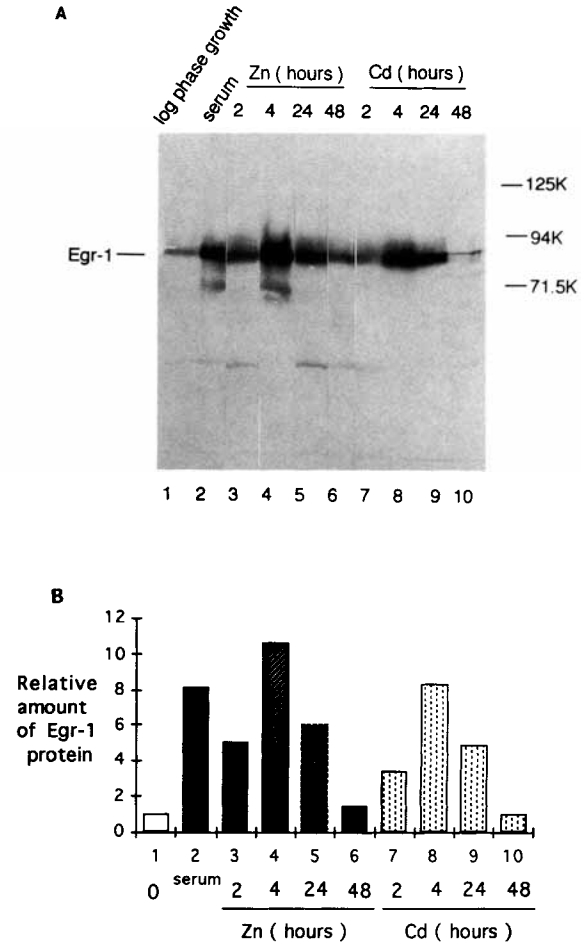 A
log phase growth
serum
Zn ( hours )
Cd ( hours )
2 4 24 48 2 4 24 48
125K
94K
Egr-1
71.5K
1 2 3 4 5 6 7 8 9 10
B
12
10
8
6
4
2
0
Relative
amount
of Egr-1
protein
1 2 3 4 5 6 7 8 9 10
0 serum 2 4 24 48 2 4 24 48
Zn ( hours ) Cd ( hours )